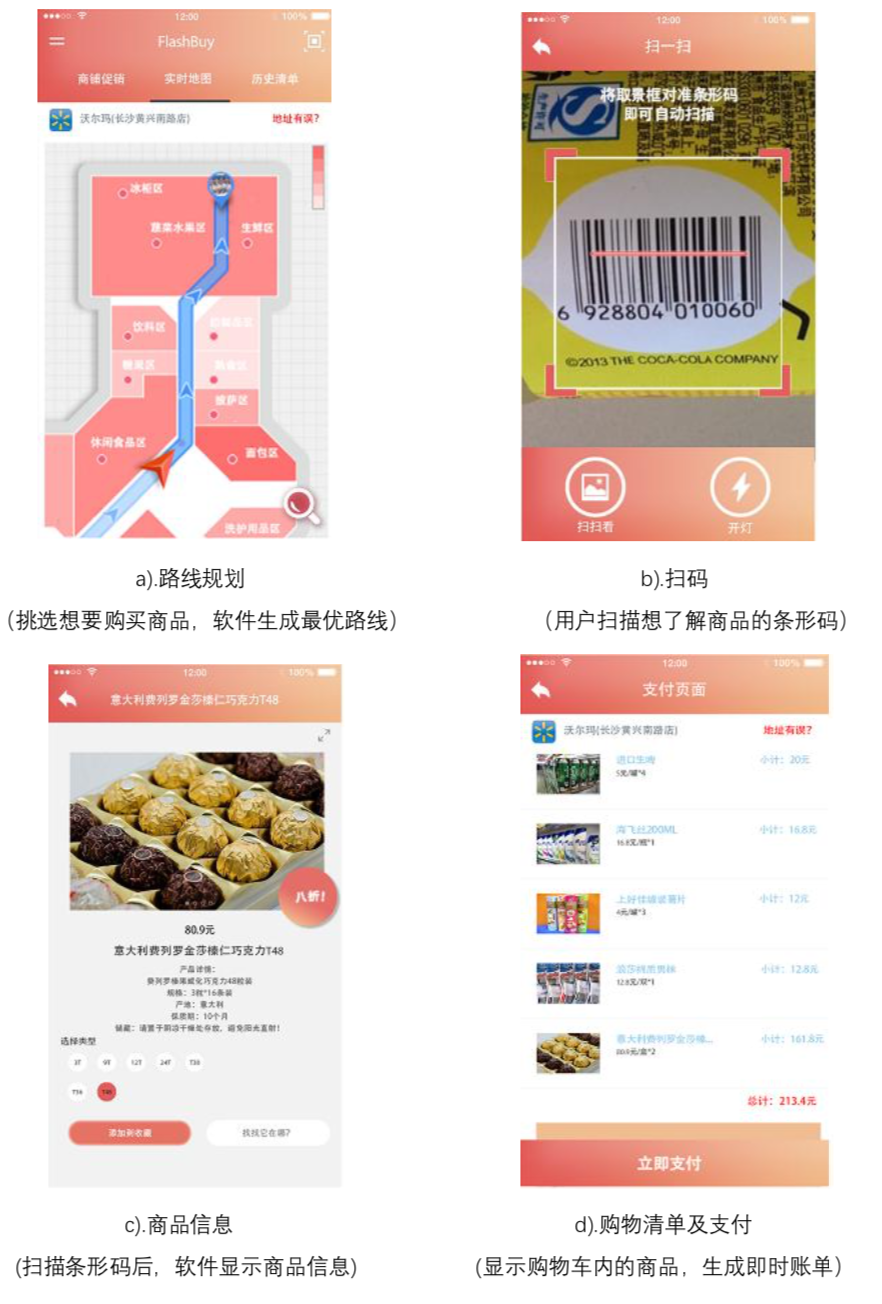 12:00
100%
FlashBuy
商铺促销
实时地图
历史清单
沃尔玛(长沙黄兴南路店)
地址有误?
冰柜区
蔬菜水果区
生鲜区
饮料区
糖果区
披萨区
休闲食品区
面包区
洗护用品区
a).路线规划
(挑选想要购买商品，软件生成最优路线)
12:00
100%
扫一扫
将取景框对准条形码
即可自动扫描
6 928804 010060
©2013 THE COCA-COLA COMPANY
扫扫看
开灯
b).扫码
(用户扫描想了解商品的条形码)
12:00
100%
意大利费列罗金莎榛仁巧克力T48
八折!
80.9元
意大利费列罗金莎榛仁巧克力T48
产品详情:
费列罗榛果威化巧克力48粒装
规格: 3粒*16条装
产地: 意大利
保质期: 10个月
储藏: 请置于阴凉干燥处存放, 避免阳光直射!
选择类型
3T
9T
12T
24T
T30
T48
添加到收藏
找找它在哪?
c).商品信息
(扫描条形码后，软件显示商品信息)
12:00
100%
支付页面
沃尔玛(长沙黄兴南路店)
地址有误?
进口生啤
小计: 20元
5元/罐*4
海飞丝200ML
小计: 16.8元
16.8元/瓶*1
上好佳罐装薯片
小计: 12元
4元/罐*3
浪莎棉质男袜
小计: 12.8元
12.8元/双*1
意大利费列罗金莎榛...
小计: 161.8元
80.9元/盒*2
总计: 213.4元
立即支付
d).购物清单及支付
(显示购物车内的商品，生成即时账单)